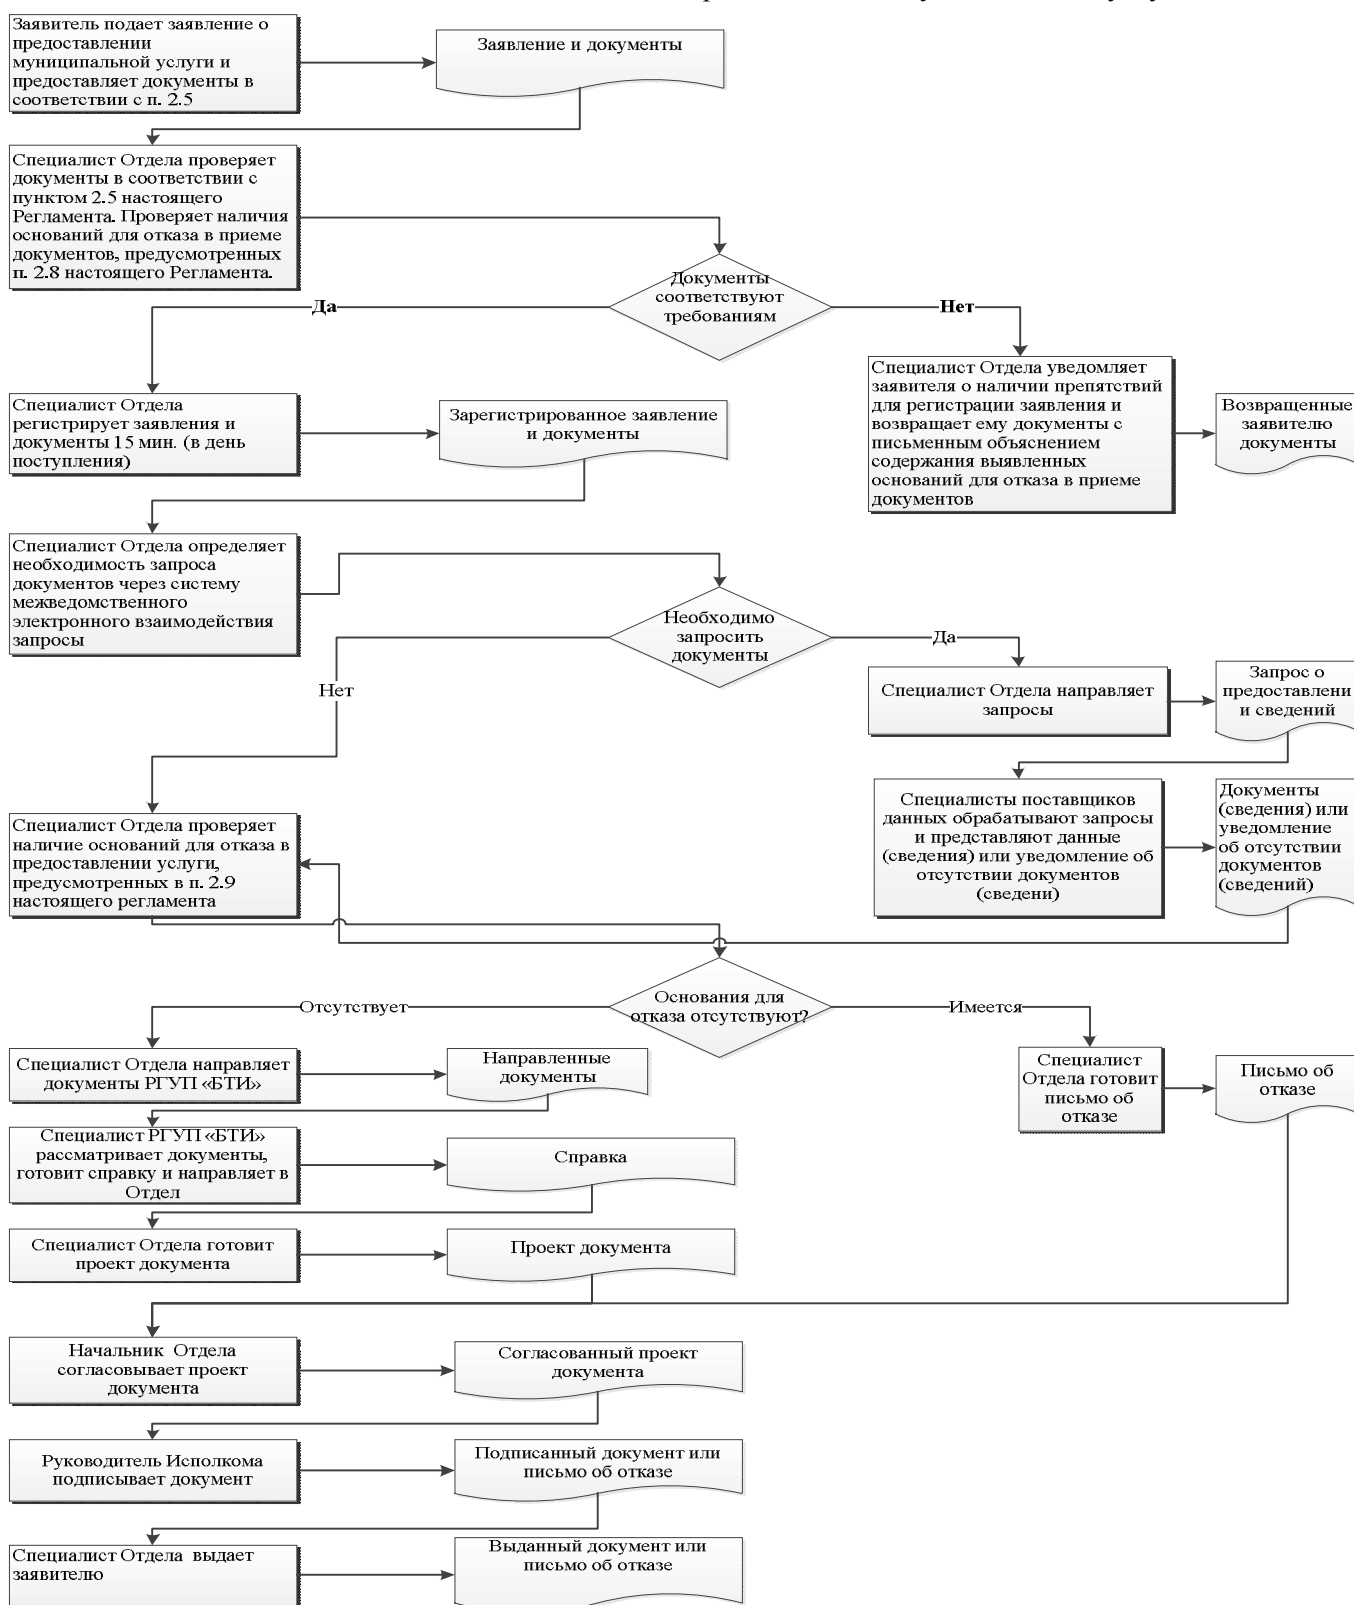 Заявитель подает заявление о
предоставлении
муниципальной услуги и
предоставляет документы в
соответствии с п. 2.5
Заявление и документы
Специалист Отдела проверяет
документы в соответствии с
пунктом 2.5 настоящего
Регламента. Проверяет наличия
оснований для отказа в приеме
документов, предусмотренных
п. 2.8 настоящего Регламента.
Документы
соответствуют
требованиям
Да
Нет
Специалист Отдела
регистрирует заявления и
документы 15 мин. (в день
поступления)
Зарегистрированное заявление
и документы
Специалист Отдела уведомляет
заявителя о наличии препятствий
для регистрации заявления и
возвращает ему документы с
письменным объяснением
содержания выявленных
оснований для отказа в приеме
документов
Возвращенные
заявителю
документы
Специалист Отдела определяет
необходимость запроса
документов через систему
межведомственного
электронного взаимодействия
запросы
Необходимо
запросить
документы
Да
Нет
Специалист Отдела направляет
запросы
Запрос о
предоставлени
и сведений
Специалисты поставщиков
данных обрабатывают запросы
и представляют данные
(сведения) или уведомление об
отсутствии документов
(сведени)
Документы
(сведения) или
уведомление
об отсутствии
документов
(сведений)
Специалист Отдела проверяет
наличие оснований для отказа в
предоставлении услуги,
предусмотренных в п. 2.9
настоящего регламента
Основания для
отказа отсутствуют?
Отсутствует
Имеется
Специалист Отдела направляет
документы РГУП «БТИ»
Направленные
документы
Специалист
Отдела готовит
письмо об
отказе
Письмо об
отказе
Специалист РГУП «БТИ»
рассматривает документы,
готовит справку и направляет в
Отдел
Справка
Специалист Отдела готовит
проект документа
Проект документа
Начальник Отдела
согласовывает проект
документа
Согласованный проект
документа
Руководитель Исполкома
подписывает документ
Подписанный документ или
письмо об отказе
Специалист Отдела выдает
заявителю
Выданный документ или
письмо об отказе